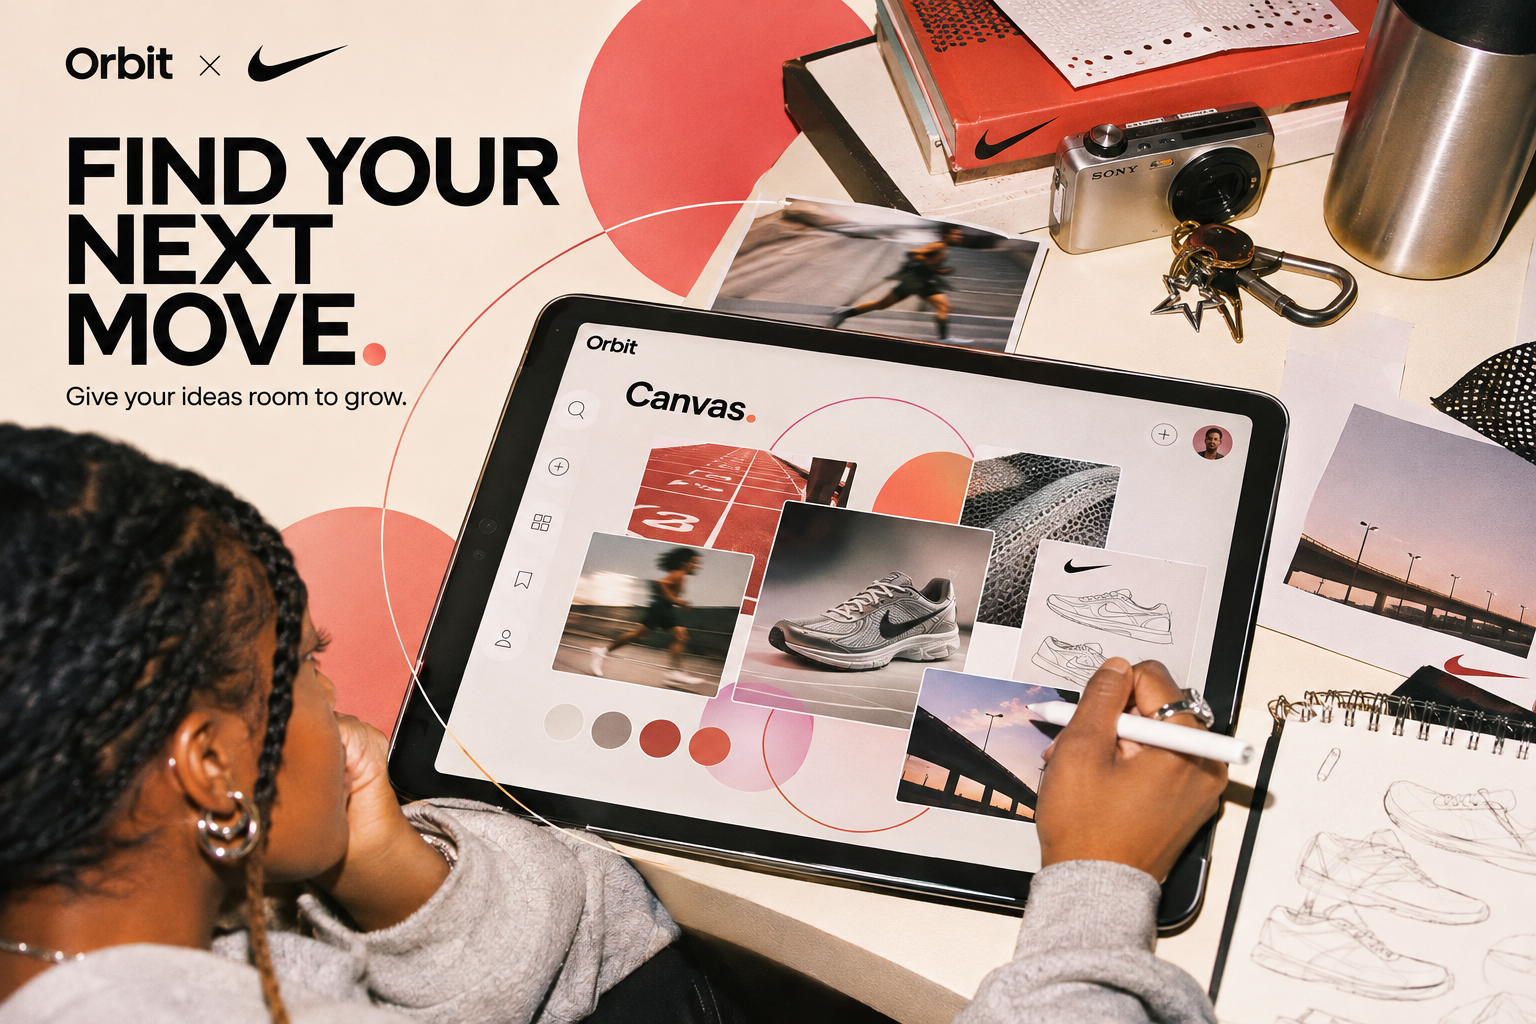 Orbit ×
FIND YOUR
NEXT
MOVE.
Give your ideas room to grow.
SONY
Orbit
Canvas.